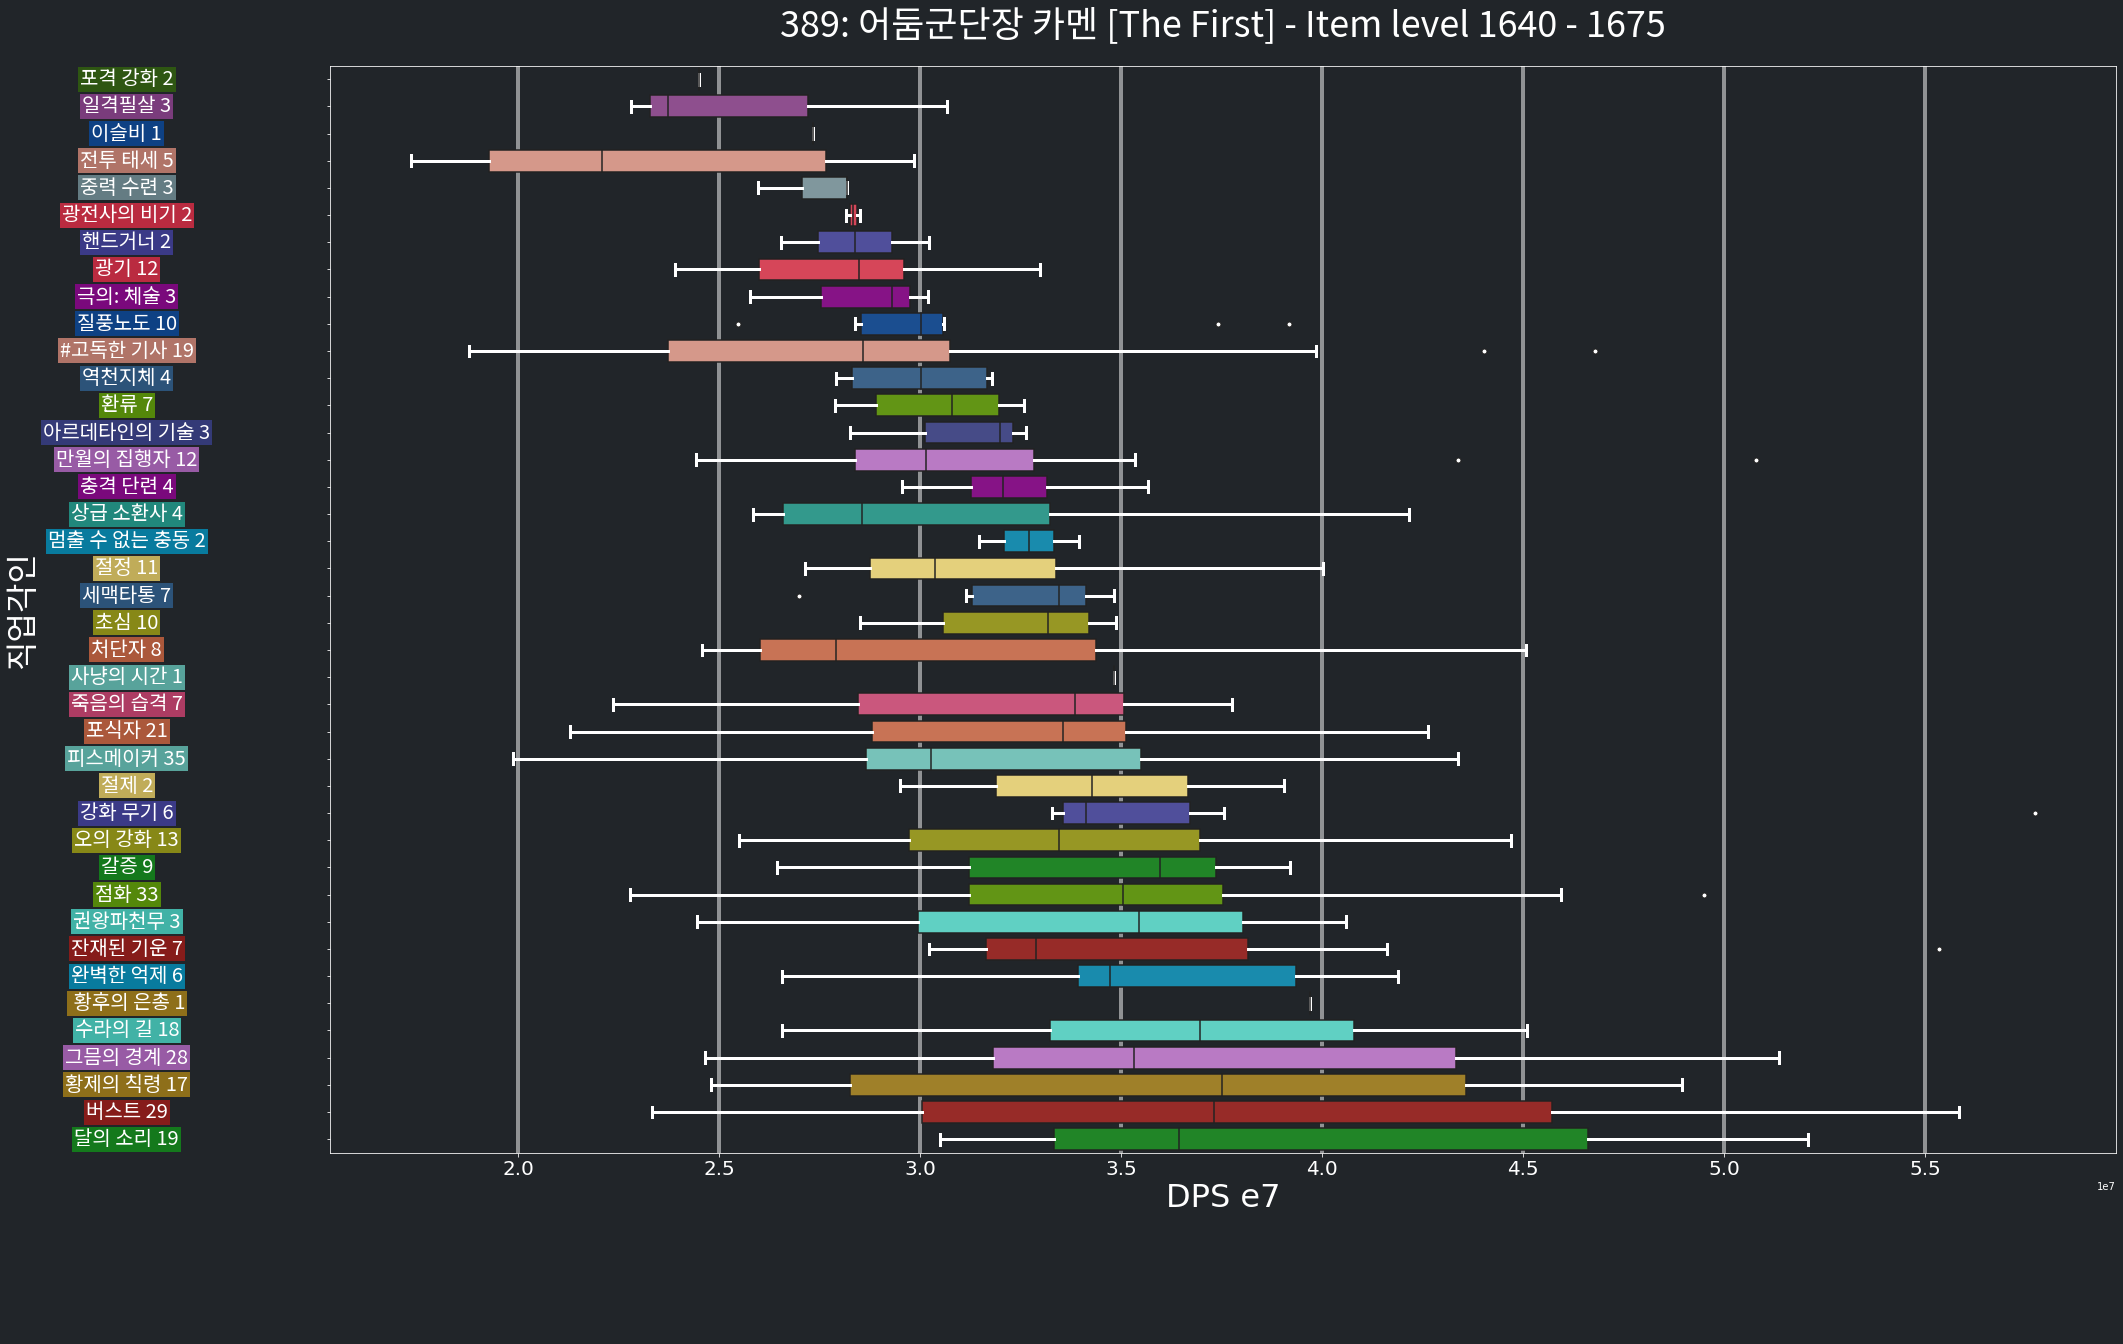 389: 어둠군단장 카멘 [The First] - Item level 1640 - 1675
포격 강화 2
일격필살 3
이슬비 1
전투 태세 5
중력 수련 3
광전사의 비기 2
핸드거너 2
광기 12
극의: 체술 3
질풍노도 10
#고독한 기사 19
역천지체 4
환류 7
아르데타인의 기술 3
만월의 집행자 12
충격 단련 4
상급 소환사 4
멈출 수 없는 충동 2
절정 11
세맥타통 7
초심 10
처단자 8
사냥의 시간 1
죽음의 습격 7
포식자 21
피스메이커 35
절제 2
강화 무기 6
오의 강화 13
갈증 9
점화 33
권왕파천무 3
잔재된 기운 7
완벽한 억제 6
황후의 은총 1
수라의 길 18
그믐의 경계 28
황제의 칙령 17
버스트 29
달의 소리 19
직업각인
2.0 2.5 3.0 3.5 4.0 4.5 5.0 5.5
DPS e7
1e7